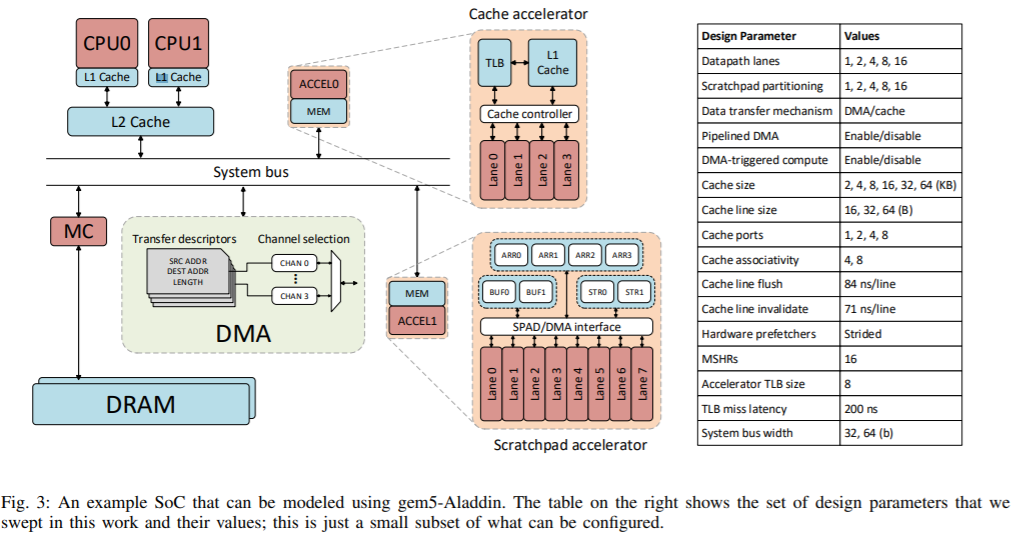 Cache accelerator
CPU0
CPU1
L1 Cache
L1 Cache
L2 Cache
ACCEL0
MEM
TLB
L1
Cache
Cache controller
Lane 0
Lane 1
Lane 2
Lane 3
System bus
MC
Transfer descriptors
Channel selection
SRC ADDR
DEST ADDR
LENGTH
CHAN 0
CHAN 3
DMA
MEM
ACCEL1
ARR0
ARR1
ARR2
ARR3
BUF0
BUF1
STR0
STR1
SPAD/DMA interface
Lane 0
Lane 1
Lane 2
Lane 3
Lane 4
Lane 5
Lane 6
Lane 7
DRAM
Scratchpad accelerator
Design Parameter Values
Datapath lanes 1, 2, 4, 8, 16
Scratchpad partitioning 1, 2, 4, 8, 16
Data transfer mechanism DMA/cache
Pipelined DMA Enable/disable
DMA-triggered compute Enable/disable
Cache size 2, 4, 8, 16, 32, 64 (KB)
Cache line size 16, 32, 64 (B)
Cache ports 1, 2, 4, 8
Cache associativity 4, 8
Cache line flush 84 ns/line
Cache line invalidate 71 ns/line
Hardware prefetchers Strided
MSHRs 16
Accelerator TLB size 8
TLB miss latency 200 ns
System bus width 32, 64 (b)
Fig. 3: An example SoC that can be modeled using gem5-Aladdin. The table on the right shows the set of design parameters that we
swept in this work and their values; this is just a small subset of what can be configured.